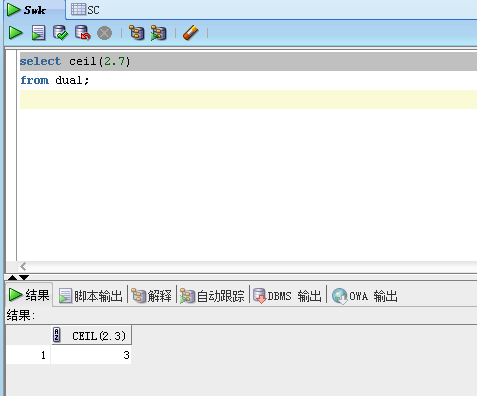 Swk SC
select ceil(2.7)
from dual;
结果 脚本输出 解释 自动跟踪 DBMS 输出 OWA 输出
结果:
CEIL(2.3)
1 3